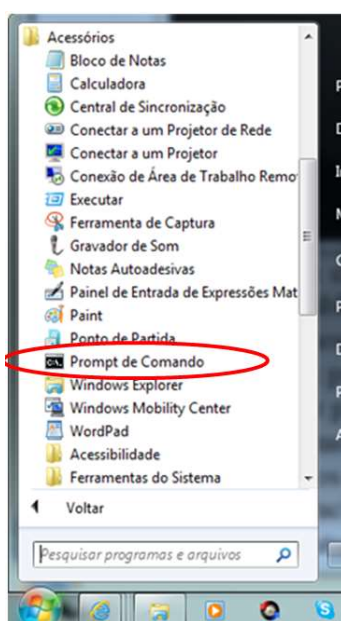 Acessórios
Bloco de Notas
Calculadora
Central de Sincronização
Conectar a um Projetor de Rede
Conectar a um Projetor
Conexão de Área de Trabalho Remo
Executar
Ferramenta de Captura
Gravador de Som
Notas Autoadesivas
Painel de Entrada de Expressões Mat
Paint
Ponto de Partida
Prompt de Comando
Windows Explorer
Windows Mobility Center
WordPad
Acessibilidade
Ferramentas do Sistema
Voltar
Pesquisar programas e arquivos